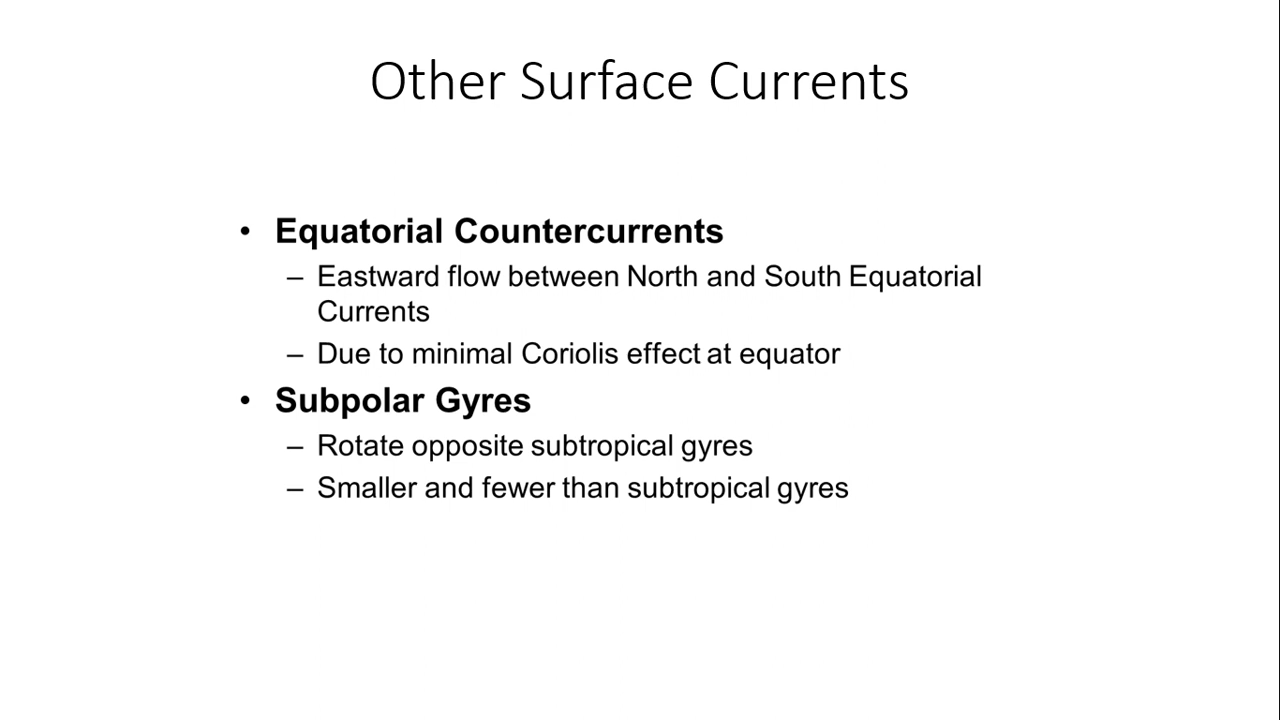 Other Surface Currents
• Equatorial Countercurrents
– Eastward flow between North and South Equatorial
Currents
– Due to minimal Coriolis effect at equator
• Subpolar Gyres
– Rotate opposite subtropical gyres
– Smaller and fewer than subtropical gyres